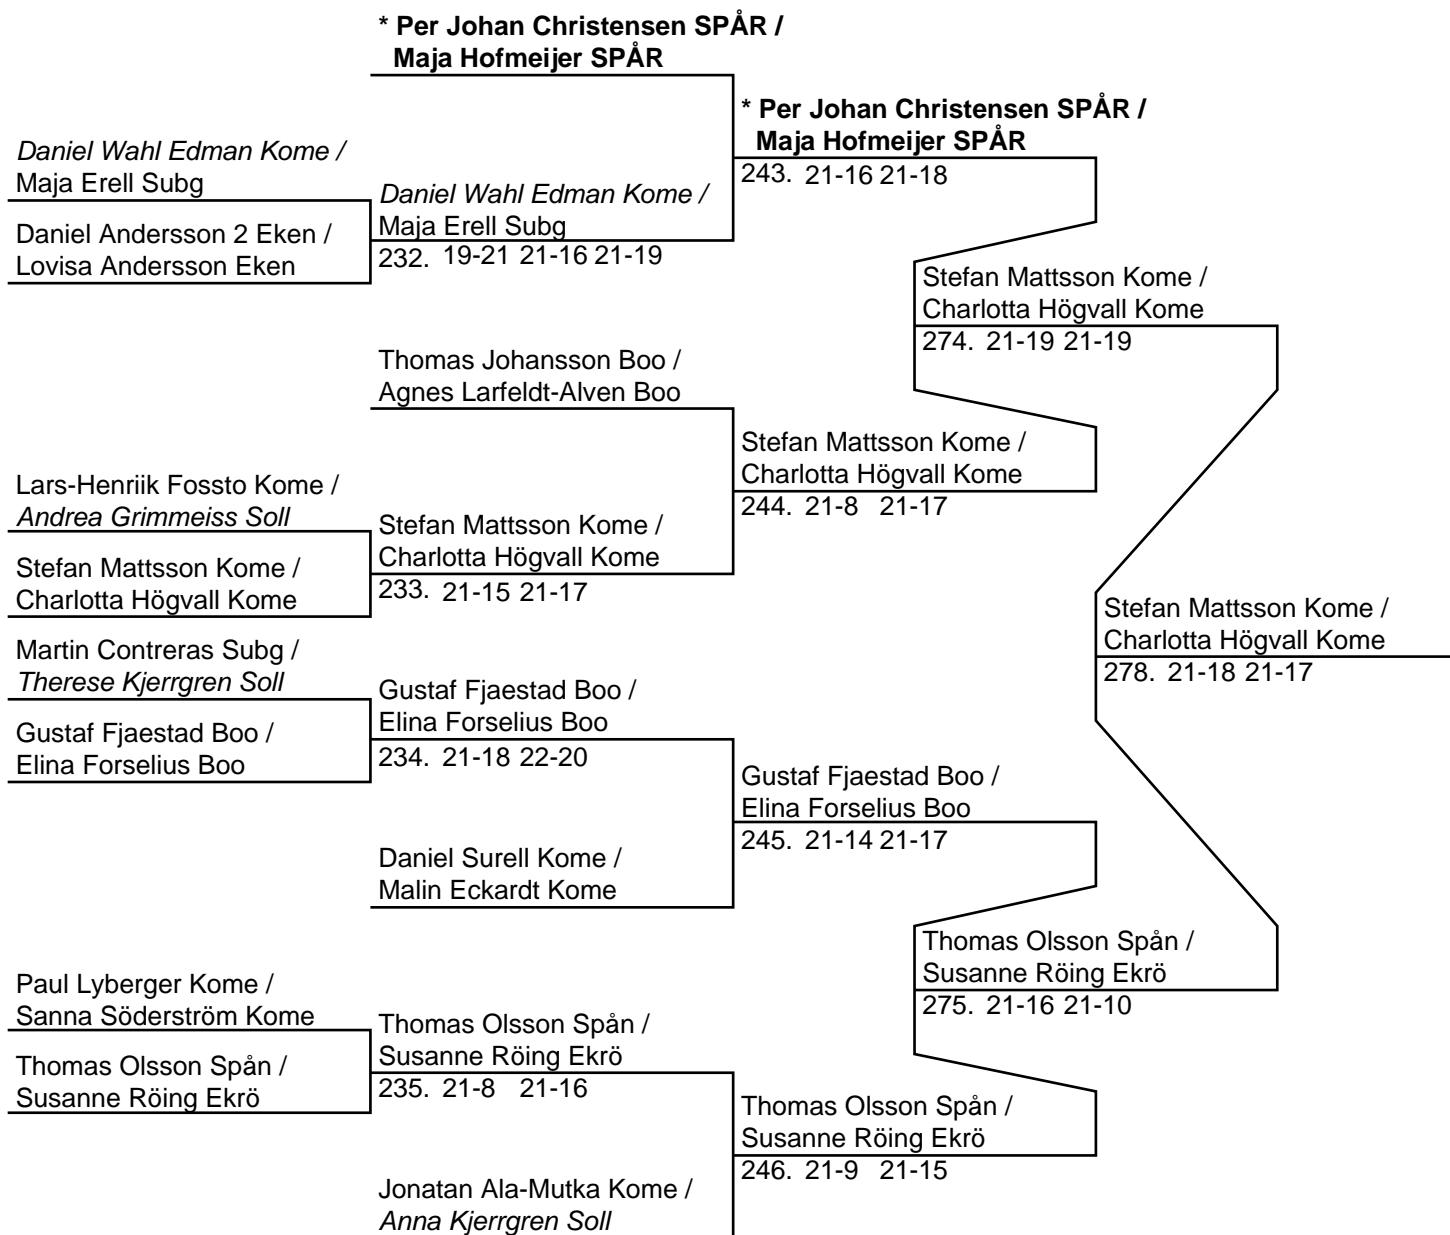 * Per Johan Christensen SPÅR /
Maja Hofmeijer SPÅR
* Per Johan Christensen SPÅR /
Maja Hofmeijer SPÅR
243. 21-16 21-18
Daniel Wahl Edman Kome /
Maja Erell Subg
Daniel Wahl Edman Kome /
Maja Erell Subg
232. 19-21 21-16 21-19
Daniel Andersson 2 Eken /
Lovisa Andersson Eken
Stefan Mattsson Kome /
Charlotta Högvall Kome
274. 21-19 21-19
Thomas Johansson Boo /
Agnes Larfeldt-Alven Boo
Stefan Mattsson Kome /
Charlotta Högvall Kome
244. 21-8 21-17
Lars-Henriik Fossto Kome /
Andrea Grimmeiss Soll
Stefan Mattsson Kome /
Charlotta Högvall Kome
233. 21-15 21-17
Stefan Mattsson Kome /
Charlotta Högvall Kome
Stefan Mattsson Kome /
Charlotta Högvall Kome
278. 21-18 21-17
Martin Contreras Subg /
Therese Kjerrgren Soll
Gustaf Fjaestad Boo /
Elina Forselius Boo
234. 21-18 22-20
Gustaf Fjaestad Boo /
Elina Forselius Boo
Gustaf Fjaestad Boo /
Elina Forselius Boo
245. 21-14 21-17
Daniel Surell Kome /
Malin Eckardt Kome
Thomas Olsson Spån /
Susanne Röing Ekrö
275. 21-16 21-10
Paul Lyberger Kome /
Sanna Söderström Kome
Thomas Olsson Spån /
Susanne Röing Ekrö
235. 21-8 21-16
Thomas Olsson Spån /
Susanne Röing Ekrö
Thomas Olsson Spån /
Susanne Röing Ekrö
246. 21-9 21-15
Jonatan Ala-Mutka Kome /
Anna Kjerrgren Soll